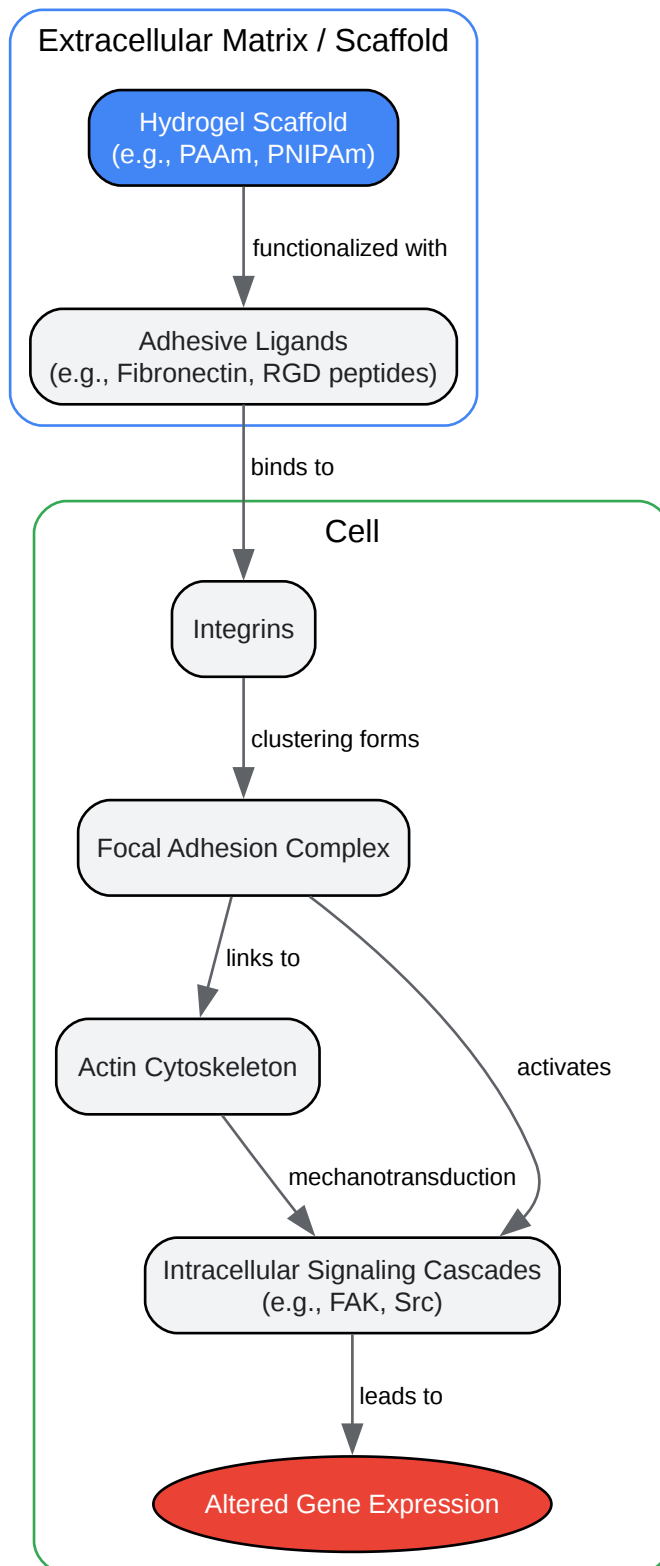 Extracellular Matrix / Scaffold
Hydrogel Scaffold
(e.g., PAAm, PNIPAm)
functionalized with
Adhesive Ligands
(e.g., Fibronectin, RGD peptides)
binds to
Cell
Integrins
clustering forms
Focal Adhesion Complex
links to
Actin Cytoskeleton
activates
mechanotransduction
Intracellular Signaling Cascades
(e.g., FAK, Src)
leads to
Altered Gene Expression